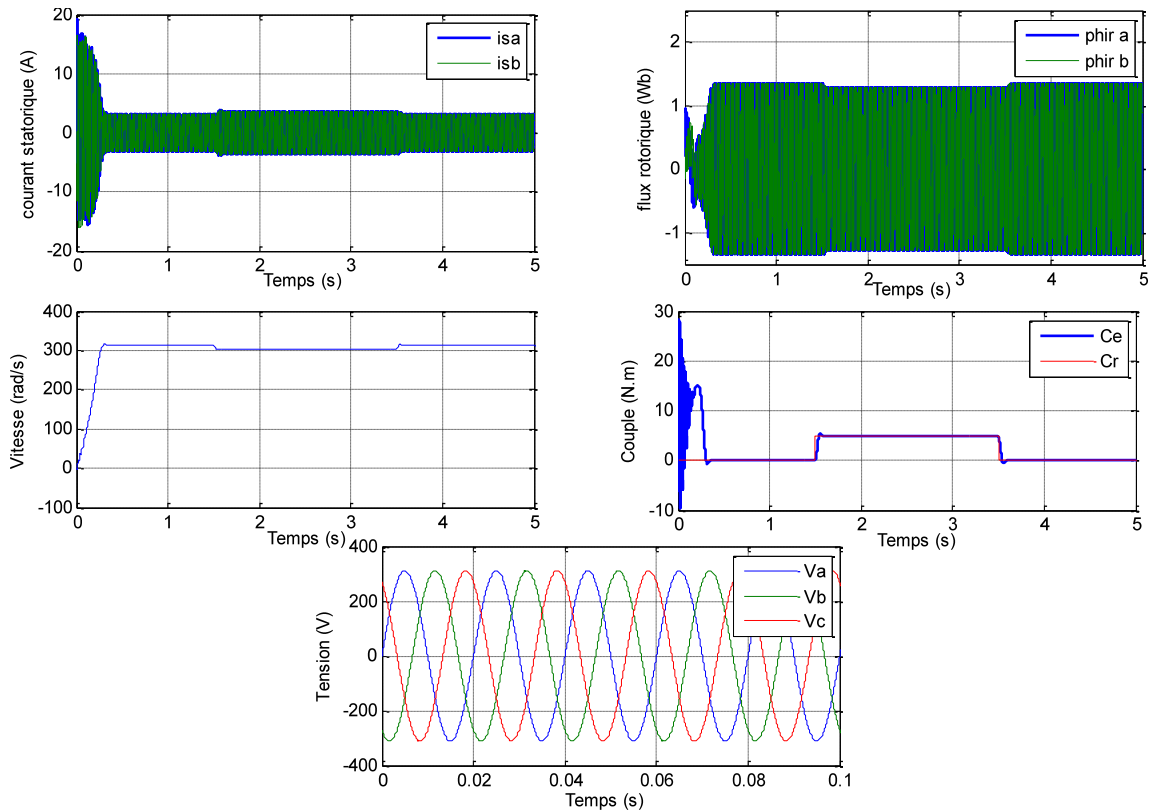 courant statorique (A)
20
10
0
-10
-20
isa
isb
0 1 2 3 4 5
Temps (s)
flux rotorique (Wb)
2
1
0
-1
phir a
phir b
0 1 2 3 4 5
Temps (s)
Vitesse (rad/s)
400
300
200
100
0
-100
0 1 2 3 4 5
Temps (s)
Couple (N.m)
30
20
10
0
-10
Ce
Cr
0 1 2 3 4 5
Temps (s)
Tension (V)
400
200
0
-200
-400
Va
Vb
Vc
0 0.02 0.04 0.06 0.08 0.1
Temps (s)